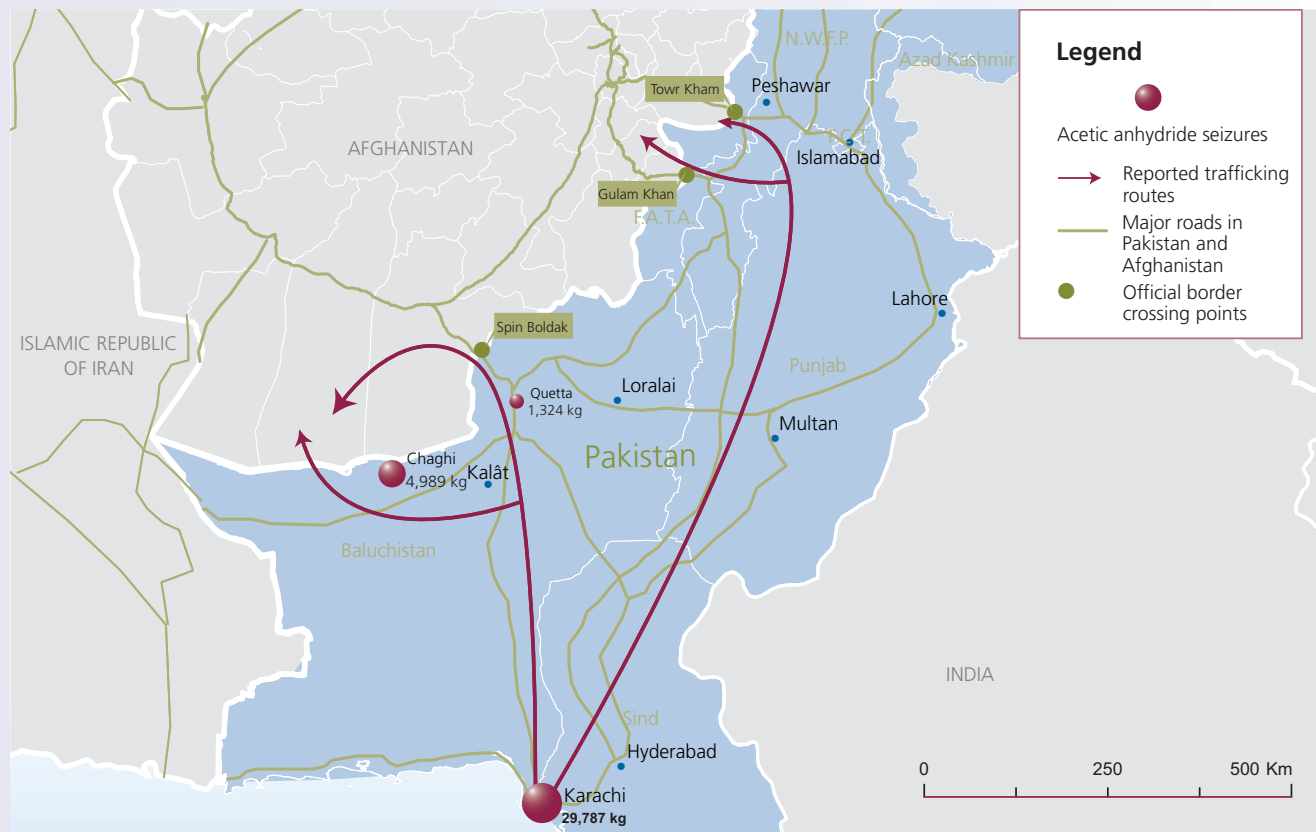 Legend
Acetic anhydride seizures
Reported trafficking
routes
Major roads in
Pakistan and
Afghanistan
Official border
crossing points
N.W.F.P.
Azad Kashmir
Towr Kham
Peshawar
F.C.T.
Islamabad
AFGHANISTAN
Gulam Khan
F.A.T.A.
Lahore
ISLAMIC REPUBLIC
OF IRAN
Spin Boldak
Punjab
Quetta
1,324 kg
Loralai
Multan
Pakistan
Chaghi
4,989 kg
Kalât
Baluchistan
INDIA
Sind
Hyderabad
Karachi
29,787 kg
0 250 500 Km